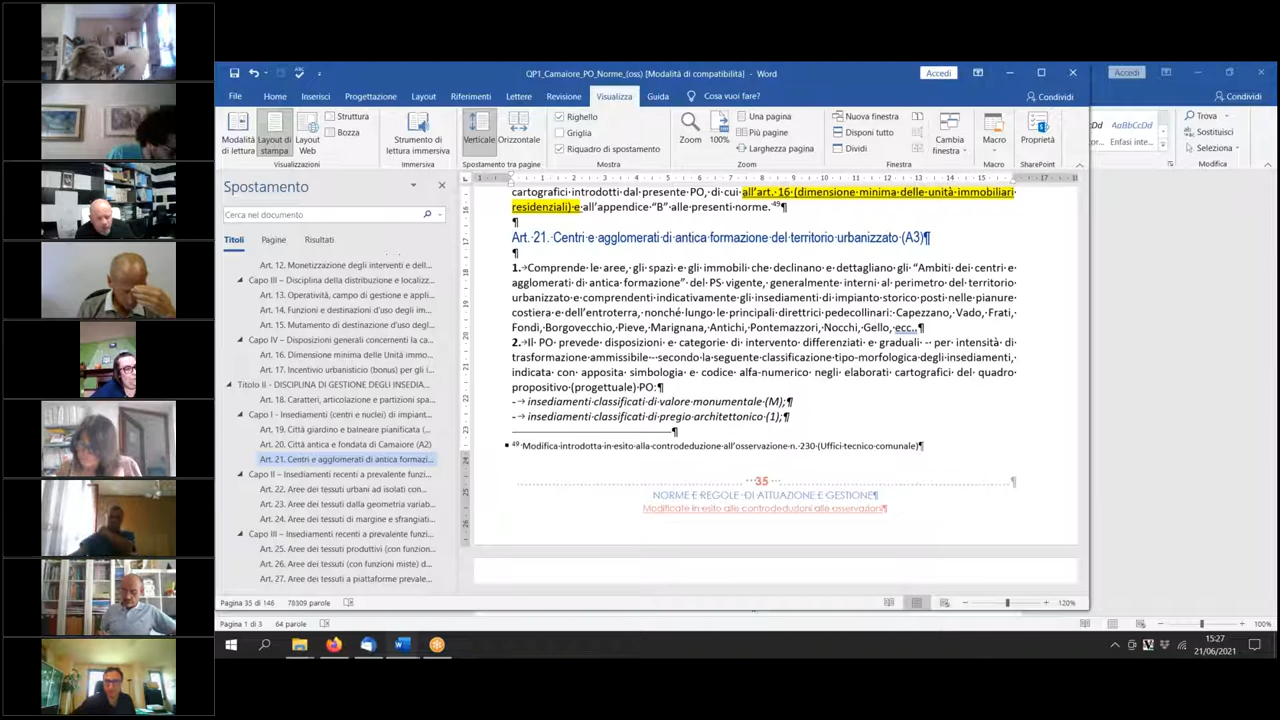 QP1_Camaiore_PO_Norme_(oss) [Modalità di compatibilità] - Word
Accedi
Accedi
File Home Inserisci Progettazione Layout Riferimenti Lettere Revisione Visualizza Guida Cosa vuoi fare? Condividi
Condividi
Modalità di lettura
Layout di stampa
Layout Web
Struttura
Bozza
Visualizzazioni
Strumento di lettura immersiva
Immersiva
Verticale
Orizzontale
Spostamento tra pagine
Righello
Griglia
Riquadro di spostamento
Mostra
Zoom
100%
Una pagina
Più pagine
Larghezza pagina
Zoom
Nuova finestra
Disponi tutto
Dividi
Cambia finestra
Finestra
Macro
Macro
Proprietà
SharePoint
AaBbCcD
Enfasi inten...
Trova
Sostituisci
Seleziona
Modifica
Spostamento
Cerca nel documento
Titoli Pagine Risultati
Art. 12. Monetizzazione degli interventi e dell...
Capo III – Disciplina della distribuzione e localizz...
Art. 13. Operatività, campo di gestione e appli...
Art. 14. Funzioni e destinazioni d'uso degli im...
Art. 15. Mutamento di destinazione d'uso degli...
Capo IV – Disposizioni generali concernenti la ca...
Art. 16. Dimensione minima delle Unità immo...
Art. 17. Incentivio urbanistico (bonus) per gli i...
Titolo II - DISCIPLINA DI GESTIONE DEGLI INSEDIA...
Art. 18. Caratteri, articolazione e partizioni spa...
Capo I - Insediamenti (centri e nuclei) di impiant...
Art. 19. Città giardino e balneare pianificata (...
Art. 20. Città antica e fondata di Camaiore (A2)
Art. 21. Centri e agglomerati di antica formazi...
Capo II – Insediamenti recenti a prevalente funzi...
Art. 22. Aree dei tessuti urbani ad isolati con...
Art. 23. Aree dei tessuti dalla geometria variab...
Art. 24. Aree dei tessuti di margine e sfrangiati...
Capo III – Insediamenti recenti a prevalente funzi...
Art. 25. Aree dei tessuti produttivi (con funzion...
Art. 26. Aree dei tessuti (con funzioni miste) d...
Art. 27. Aree dei tessuti a piattaforme prevale...
cartografici introdotti dal presente PO, di cui all'art. 16 (dimensione minima delle unità immobiliari
residenziali) e all'appendice “B” alle presenti norme.49¶
¶
Art. 21. Centri e agglomerati di antica formazione del territorio urbanizzato (A3)¶
¶
1.→Comprende le aree, gli spazi e gli immobili che declinano e dettagliano gli “Ambiti dei centri e
agglomerati di antica formazione” del PS vigente, generalmente interni al perimetro del territorio
urbanizzato e comprendenti indicativamente gli insediamenti di impianto storico posti nelle pianure
costiera e dell'entroterra, nonché lungo le principali direttrici pedecollinari: Capezzano, Vado, Frati,
Fondi, Borgovecchio, Pieve, Marignana, Antichi, Pontemazzori, Nocchi, Gello, ecc..¶
2.→Il PO prevede disposizioni e categorie di intervento differenziati e graduali -- per intensità di
trasformazione ammissibile--secondo la seguente classificazione tipo-morfologica degli insediamenti,
indicata con apposita simbologia e codice alfa-numerico negli elaborati cartografici del quadro
propositivo (progettuale) PO:¶
-→insediamenti classificati di valore monumentale (M);¶
-→insediamenti classificati di pregio architettonico (1);¶
¶
49 Modifica introdotta in esito alla controdeduzione all'osservazione n. 230 (Uffici tecnico comunale)¶
35
NORME E REGOLE DI ATTUAZIONE E GESTIONE¶
Modificate in esito alle controdeduzioni alle osservazioni¶
Pagina 35 di 146 78309 parole
120%
Pagina 1 di 3 64 parole
100%
15:27
21/06/2021